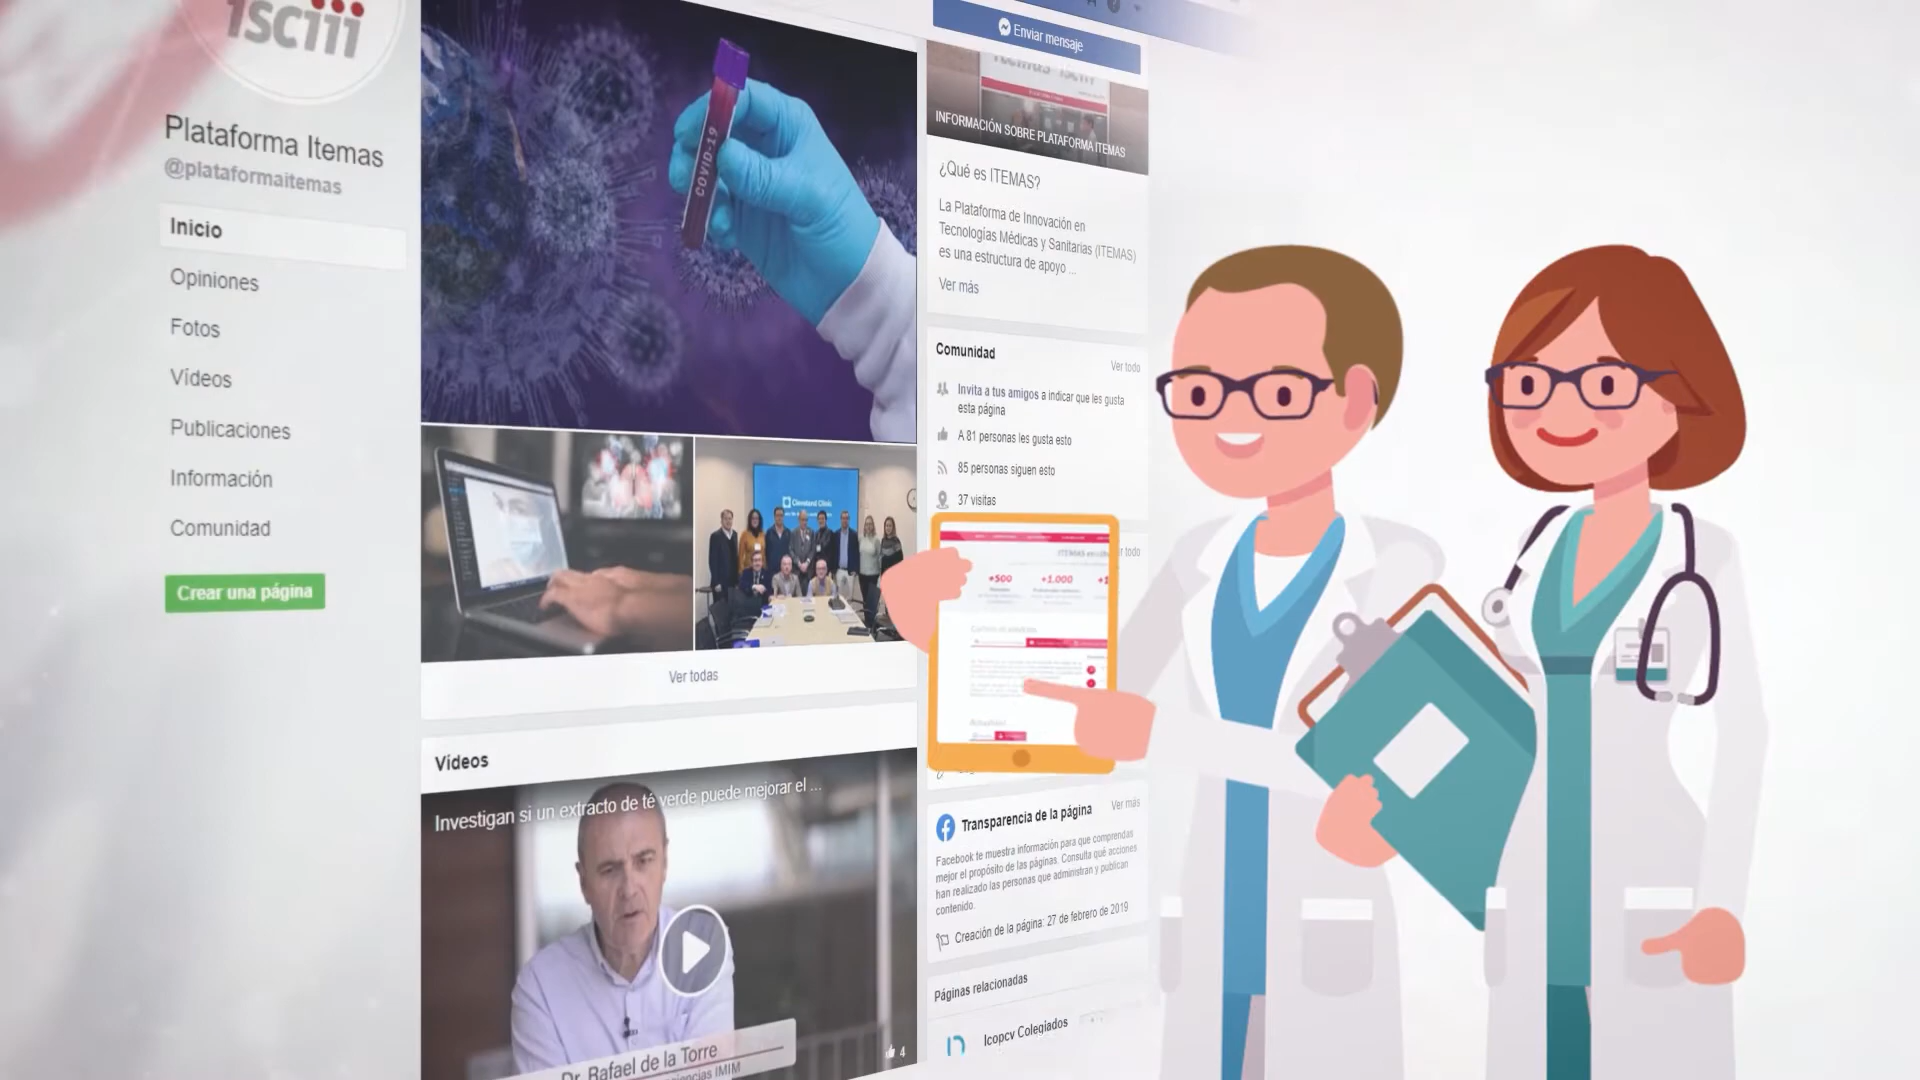 isciii
Plataforma Itemas
@plataformaitemas
Inicio
Opiniones
Fotos
Vídeos
Publicaciones
Información
Comunidad
Crear una página
COVID-19
Cleveland Clinic
Ver todas
Vídeos
Investigan si un extracto de té verde puede mejorar el ...
Dr. Rafael de la Torre
IMIM
4
Enviar mensaje
INFORMACIÓN SOBRE PLATAFORMA ITEMAS
¿Qué es ITEMAS?
La Plataforma de Innovación en
Tecnologías Médicas y Sanitarias (ITEMAS)
es una estructura de apoyo ...
Ver más
Comunidad
Ver todo
Invita a tus amigos a indicar que les gusta
esta página
A 81 personas les gusta esto
85 personas siguen esto
37 visitas
todo
+500
+1.000
Transparencia de la página
Ver más
Facebook te muestra información para que comprendas
mejor el propósito de las páginas. Consulta qué acciones
han realizado las personas que administran y publican
contenido.
Creación de la página: 27 de febrero de 2019
Páginas relacionadas
Icopcv Colegiados